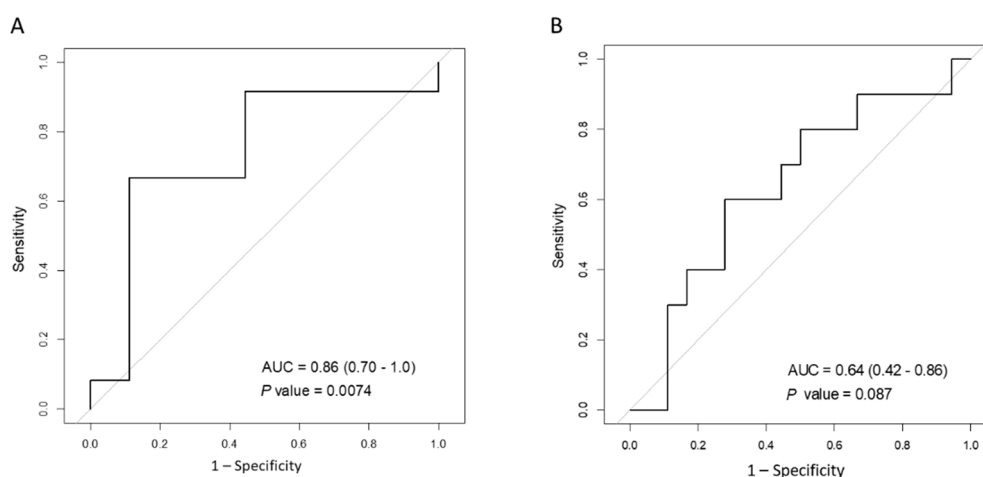 A
1.0
0.8
0.6
0.4
0.2
0.0
Sensitivity
AUC = 0.86 (0.70 - 1.0)
P value = 0.0074
0.0 0.2 0.4 0.6 0.8 1.0
1 – Specificity
B
1.0
0.8
0.6
0.4
0.2
0.0
Sensitivity
AUC = 0.64 (0.42 - 0.86)
P value = 0.087
0.0 0.2 0.4 0.6 0.8 1.0
1 – Specificity